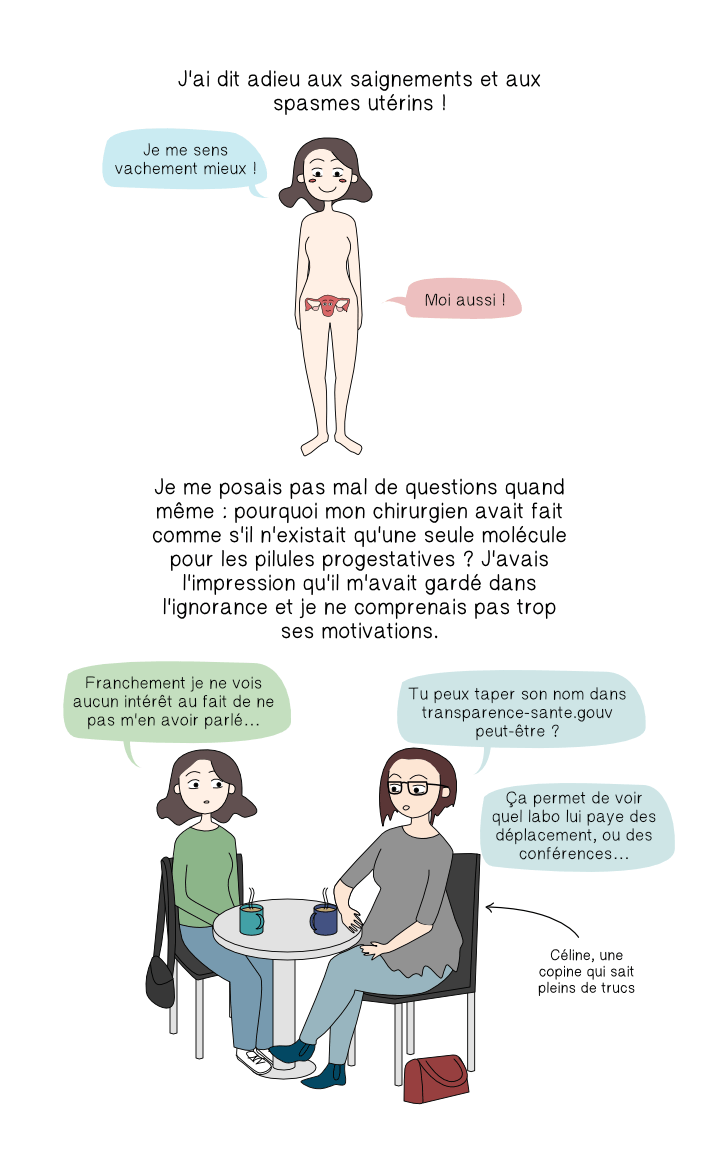 J'ai dit adieu aux saignements et aux
spasmes utérins !
Je me sens
vachement mieux !
Moi aussi !
Je me posais pas mal de questions quand
même : pourquoi mon chirurgien avait fait
comme s'il n'existait qu'une seule molécule
pour les pilules progestatives ? J'avais
l'impression qu'il m'avait gardé dans
l'ignorance et je ne comprenais pas trop
ses motivations.
Franchement je ne vois
aucun intérêt au fait de ne
pas m'en avoir parlé...
Tu peux taper son nom dans
transparence-sante.gouv
peut-être ?
Ça permet de voir
quel labo lui paye des
déplacement, ou des
conférences...
Céline, une
copine qui sait
pleins de trucs